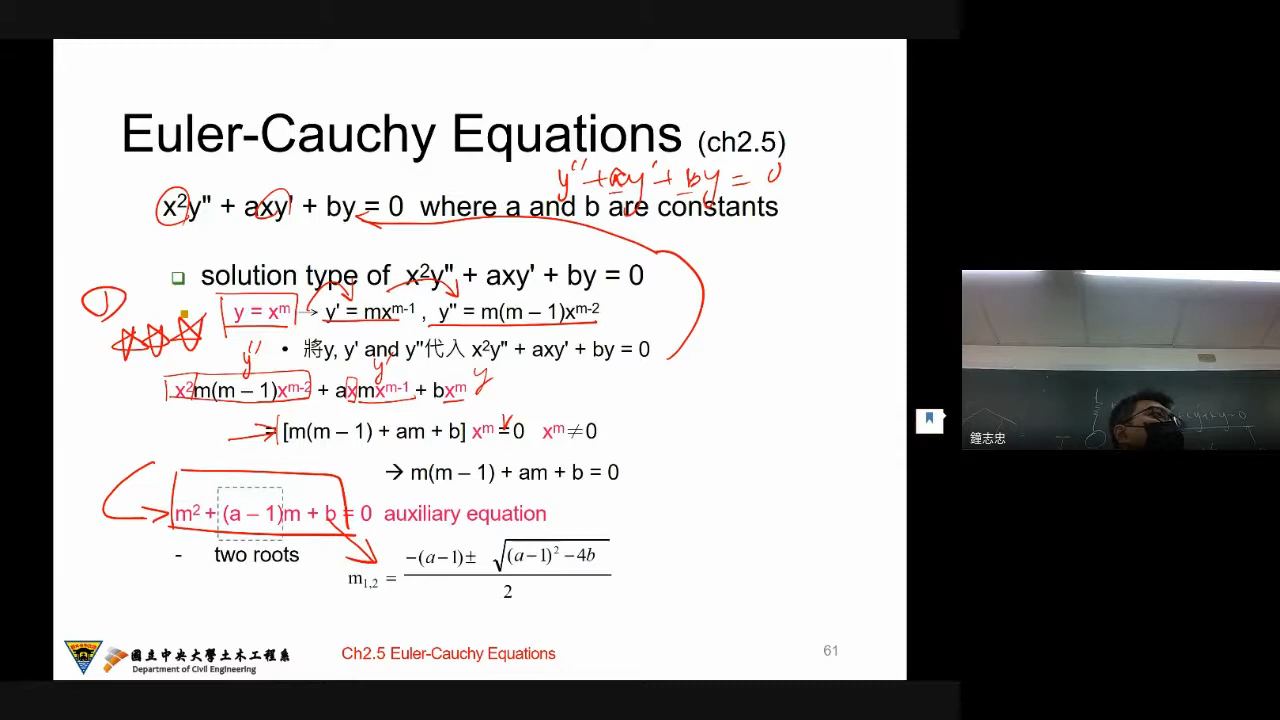 Euler-Cauchy Equations (ch2.5)
y'' + ay' + by = 0
x²y" + axy' + by = 0 where a and b are constants
❑ solution type of x²y" + axy' + by = 0
①
y = xᵐ → y' = mxᵐ⁻¹ , y" = m(m – 1)xᵐ⁻²
• 將y, y' and y"代入 x²y" + axy' + by = 0
y'' y' y
x²m(m – 1)xᵐ⁻² + axmxᵐ⁻¹ + bxᵐ
= [m(m – 1) + am + b] xᵐ = 0 xᵐ ≠ 0
→ m(m – 1) + am + b = 0
m² + (a – 1)m + b = 0 auxiliary equation
- two roots
m₁,₂ = \frac{-(a-1)± \sqrt{(a-1)^2-4b}}{2}
國立中央大學土木工程系
Department of Civil Engineering
Ch2.5 Euler-Cauchy Equations
61
鐘志忠